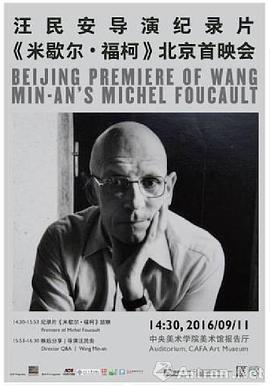 汪民安导演纪录片
《米歇尔·福柯》北京首映会
BEIJING PREMIERE OF WANG
MIN-AN'S MICHEL FOUCAULT
14:30-15:53 纪录片《米歇尔·福柯》放映
Premiere of Michel Foucault
15:53-16:30 映后分享 | 导演汪民安
Director Q&A | Wang Min-an
14:30, 2016/09/11
中央美术学院美术馆报告厅
Auditorium, CAFA Art Museum
Artron.Net